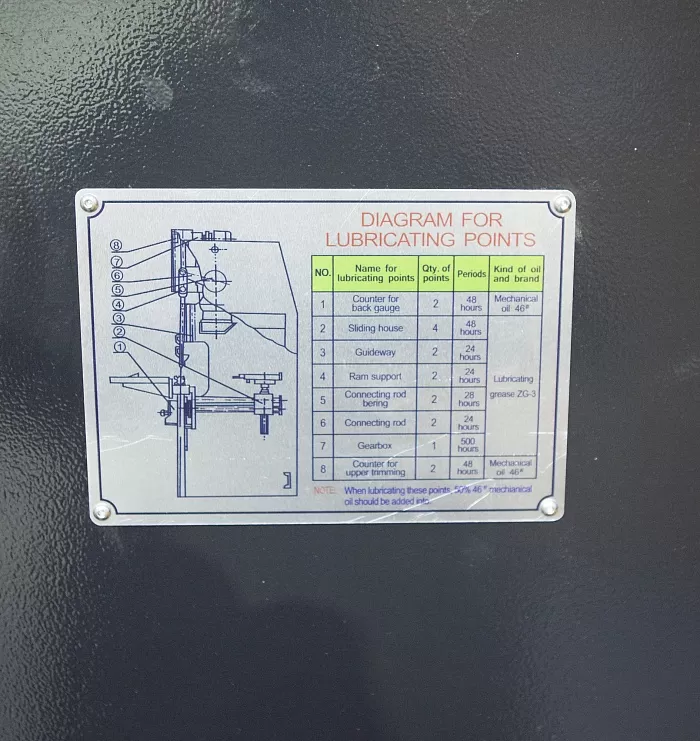 DIAGRAM FOR
LUBRICATING POINTS
⑧
⑦
⑥
⑤
④
③
②
①
NO. Name for lubricating points Qty. of points Periods Kind of oil and brand
1 Counter for back gauge 2 48 hours Mechanical oil 46#
2 Sliding house 4 48 hours
3 Guideway 2 24 hours
4 Ram support 2 24 hours Lubricating grease ZG-3
5 Connecting rod bering 2 28 hours
6 Connecting rod 2 24 hours
7 Gearbox 1 500 hours
8 Counter for upper trimming 2 48 hours Mechacical oil 46#
NOTE: When lubricating these points, 50% 46# mechianical
oil should be added into.